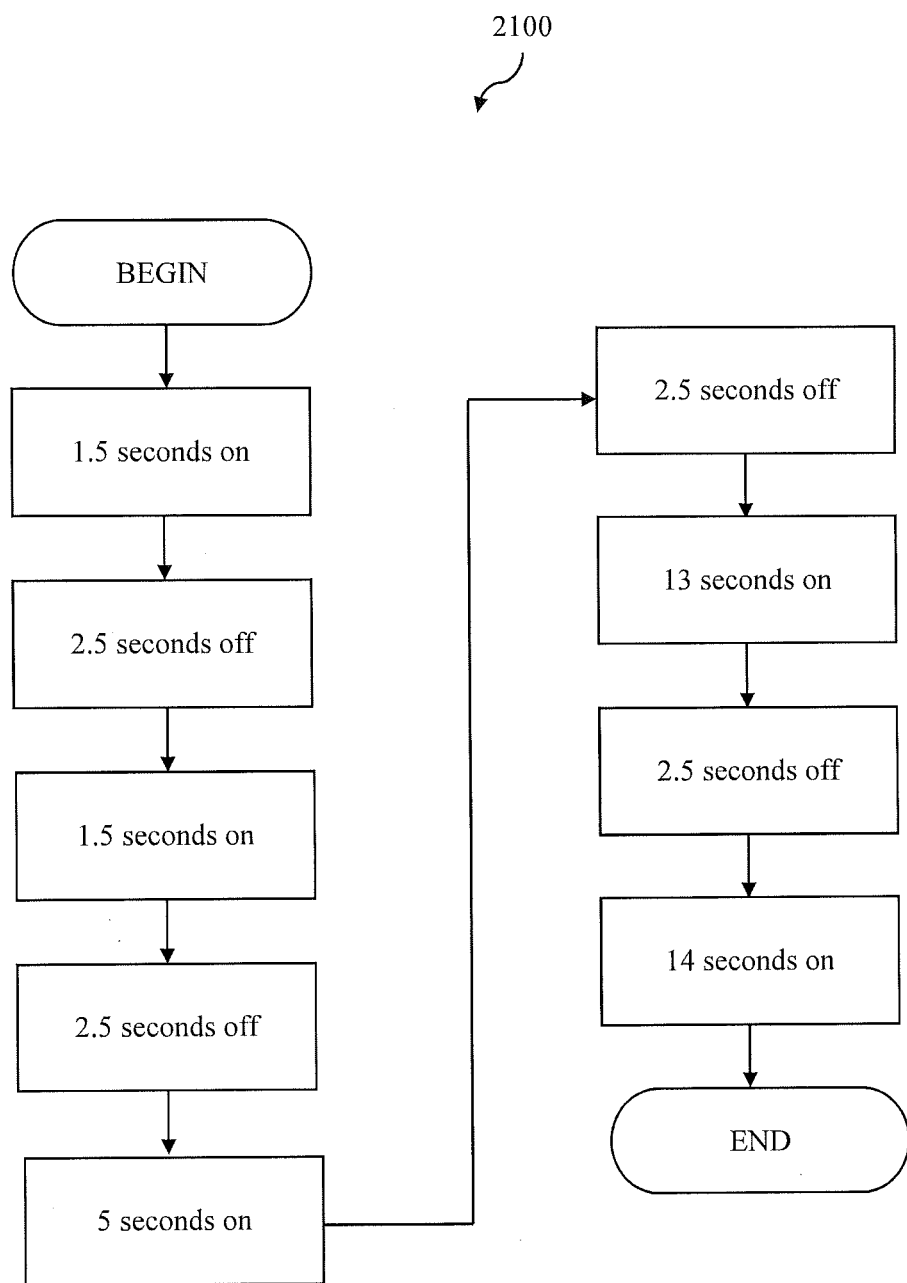 2100
BEGIN
1.5 seconds on
2.5 seconds off
1.5 seconds on
2.5 seconds off
5 seconds on
2.5 seconds off
13 seconds on
2.5 seconds off
14 seconds on
END